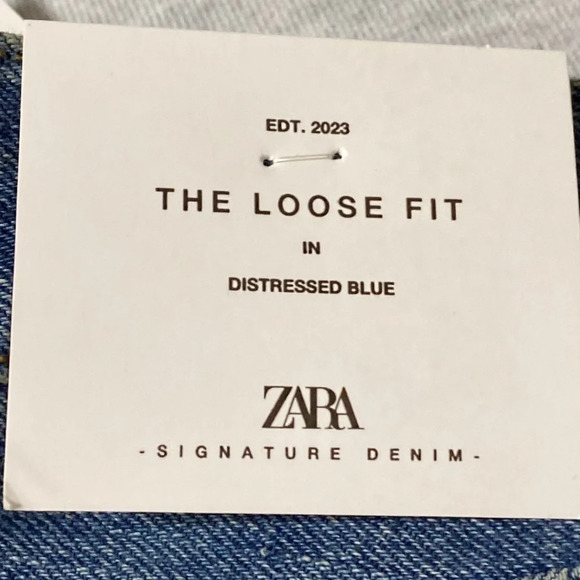 EDT. 2023
THE LOOSE FIT
IN
DISTRESSED BLUE
ZARA
-SIGNATURE DENIM-